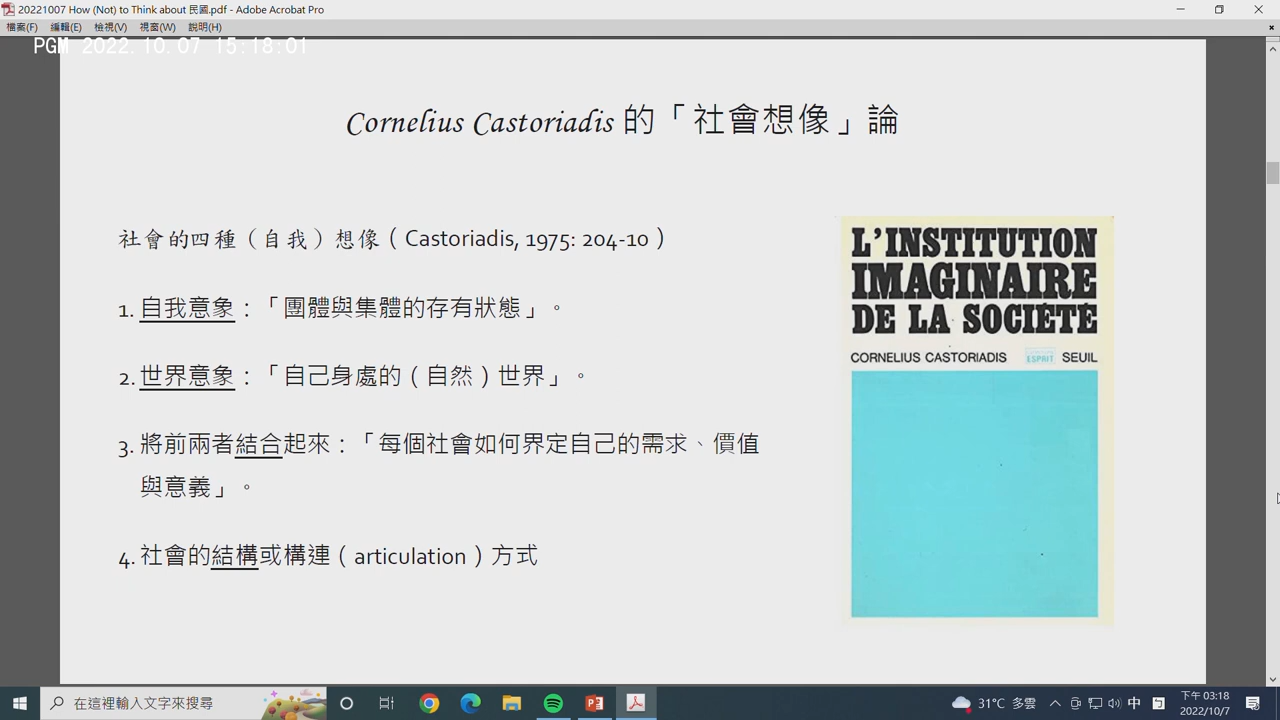 20221007 How (Not) to Think about 民國.pdf - Adobe Acrobat Pro
檔案(F) 編輯(E) 檢視(V) 視窗(W) 說明(H)
PGM 2022.10.07 15:18:01
Cornelius Castoriadis 的「社會想像」論
社會的四種（自我）想像（Castoriadis, 1975: 204-10）
1. 自我意象：「團體與集體的存有狀態」。
2. 世界意象：「自己身處的（自然）世界」。
3. 將前兩者結合起來：「每個社會如何界定自己的需求、價值
與意義」。
4. 社會的結構或構連（articulation）方式
L'INSTITUTION
IMAGINAIRE
DE LA SOCIÉTÉ
CORNELIUS CASTORIADIS ESPRIT SEUIL
在這裡輸入文字來搜尋
31°C 多雲
中
下午 03:18
2022/10/7